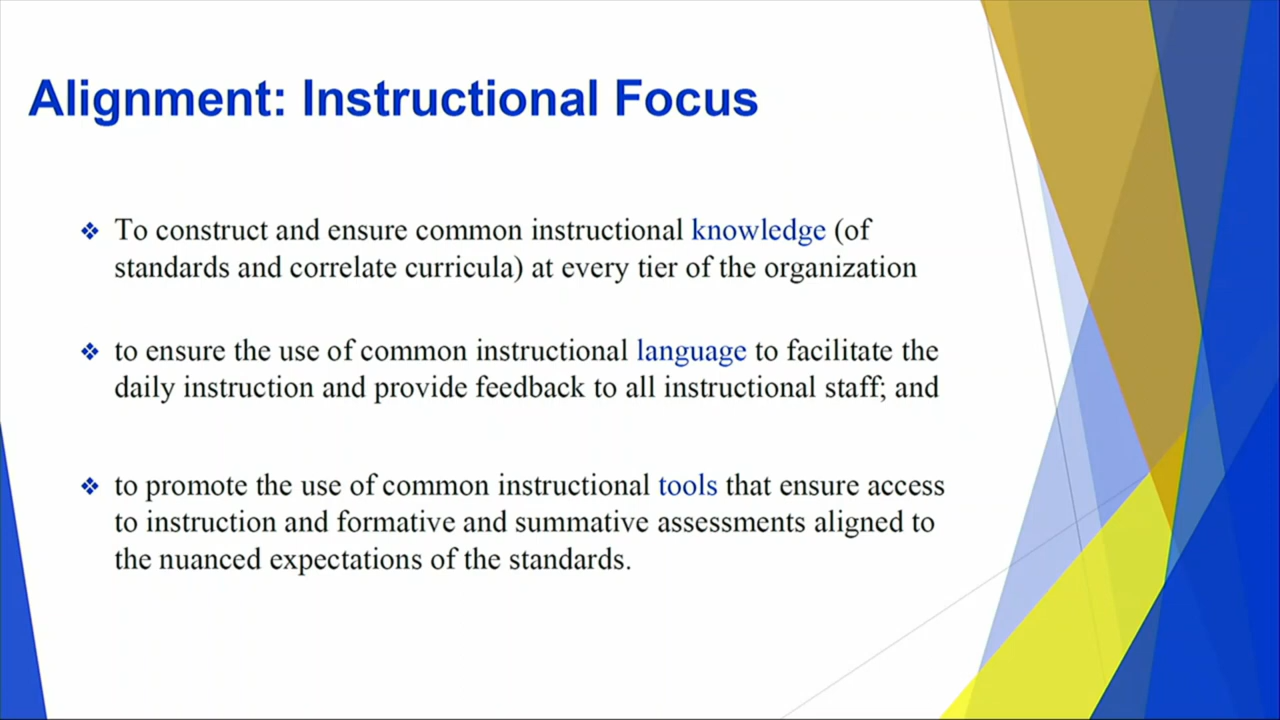 Alignment: Instructional Focus
❖ To construct and ensure common instructional knowledge (of
standards and correlate curricula) at every tier of the organization
❖ to ensure the use of common instructional language to facilitate the
daily instruction and provide feedback to all instructional staff; and
❖ to promote the use of common instructional tools that ensure access
to instruction and formative and summative assessments aligned to
the nuanced expectations of the standards.